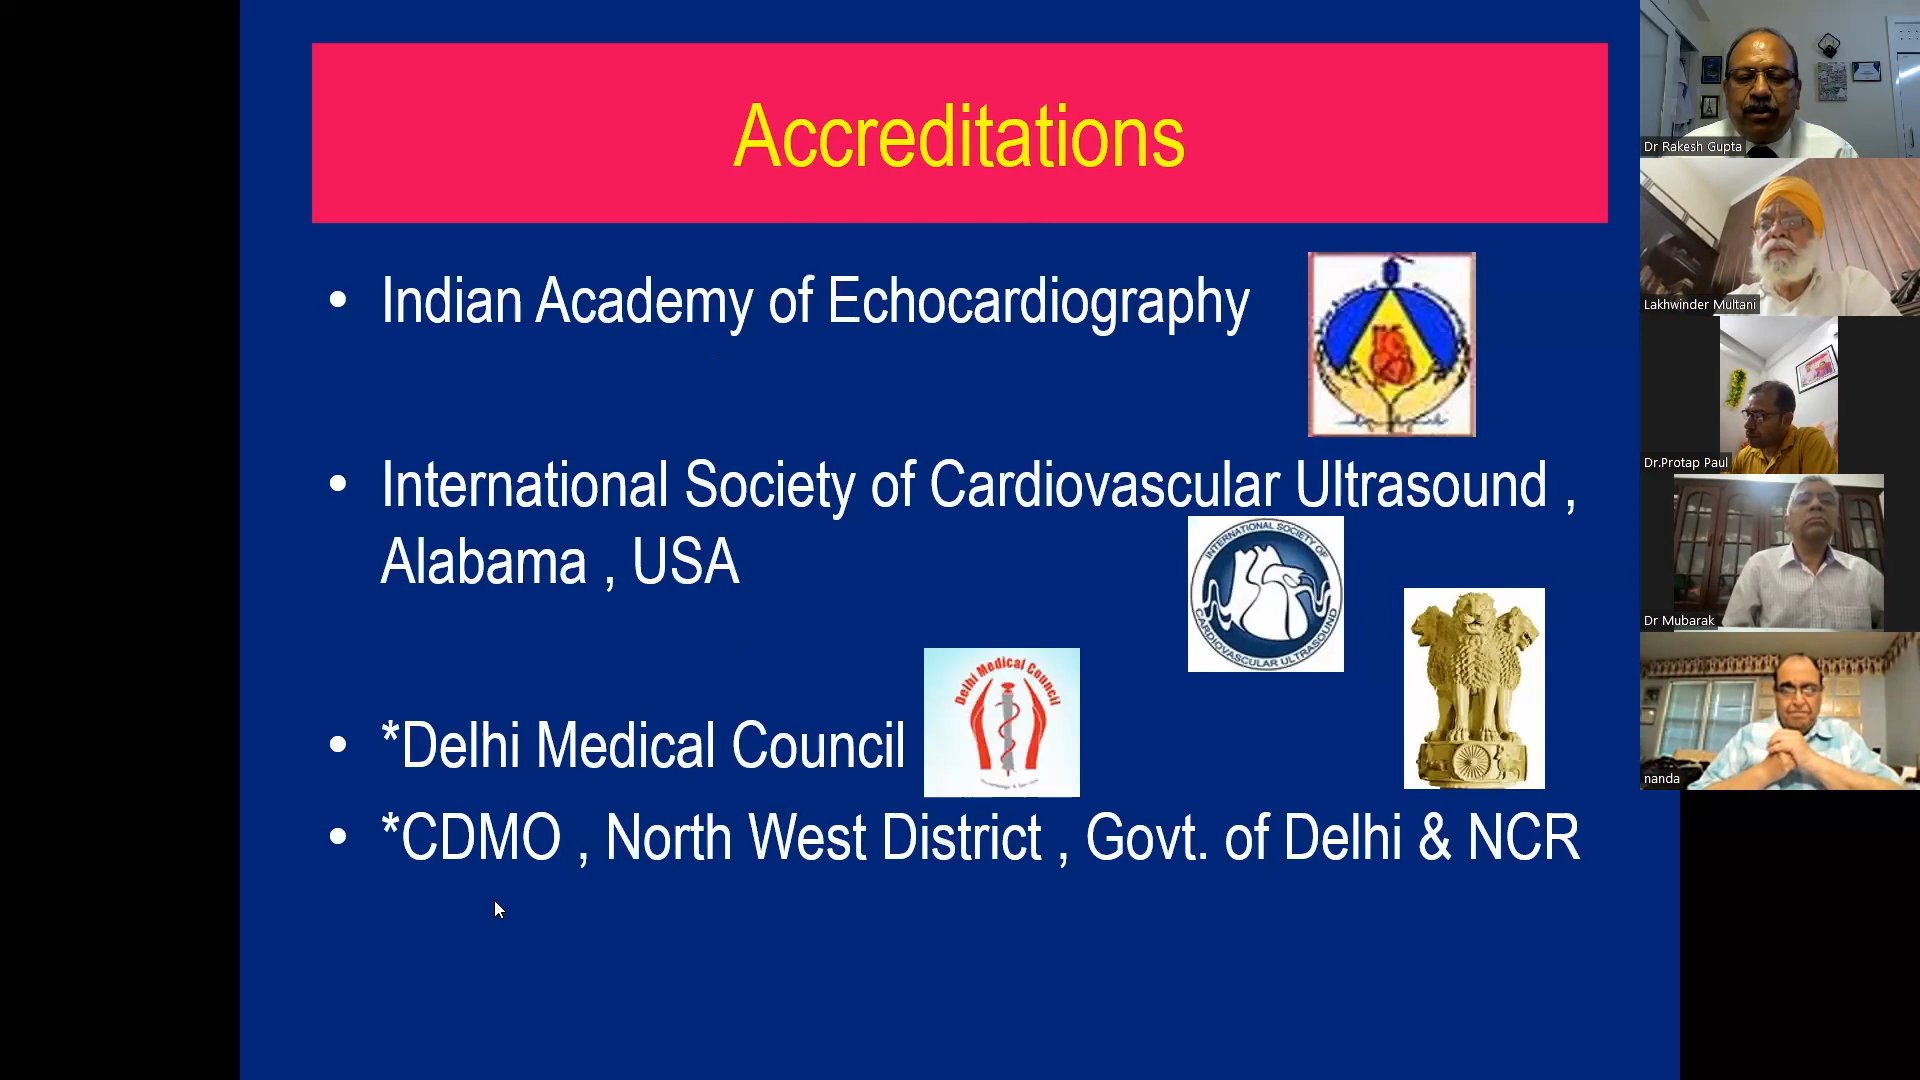 Accreditations
• Indian Academy of Echocardiography
• International Society of Cardiovascular Ultrasound ,
Alabama , USA
INTERNATIONAL SOCIETY OF
CARDIOVASCULAR ULTRASOUND
Delhi Medical Council
• *Delhi Medical Council
• *CDMO , North West District , Govt. of Delhi & NCR
Dr Rakesh Gupta
Lakhwinder Multani
Dr.Protap Paul
Dr Mubarak
nanda